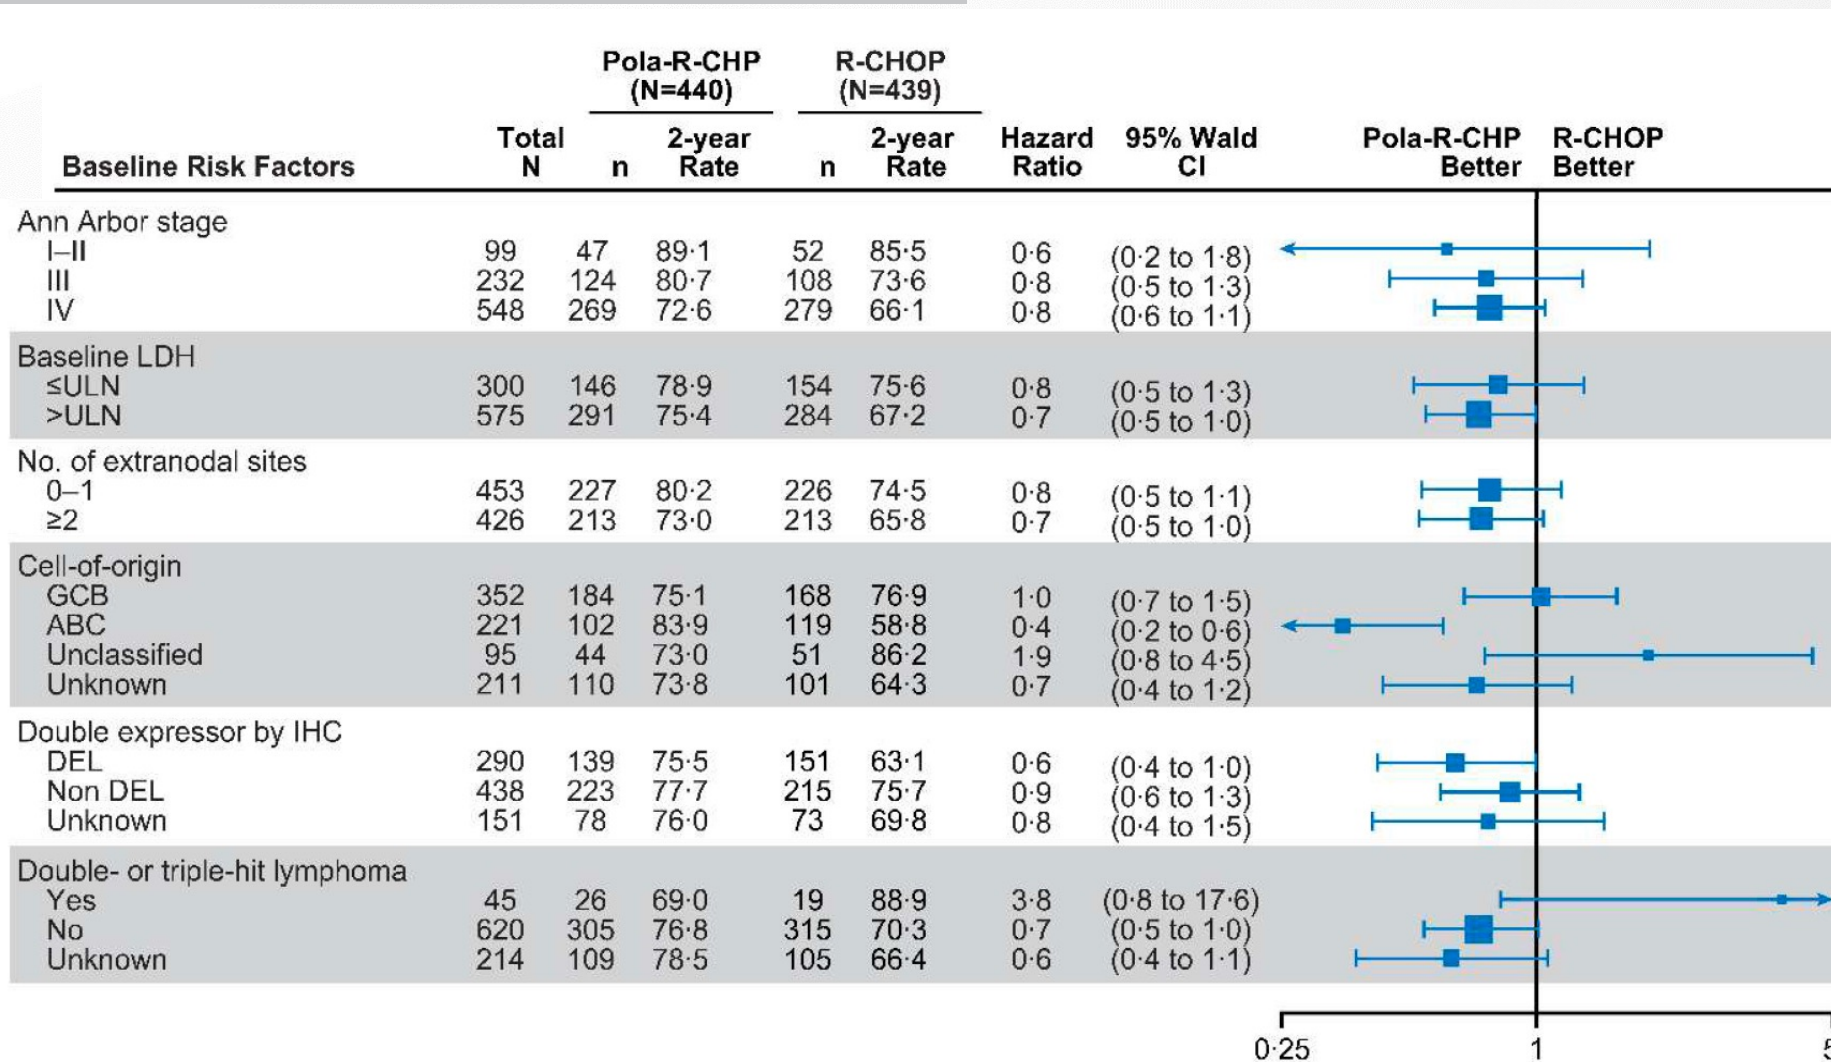 Pola-R-CHP R-CHOP
(N=440) (N=439)
Total 2-year 2-year Hazard 95% Wald Pola-R-CHP R-CHOP
Baseline Risk Factors N n Rate n Rate Ratio CI Better Better
Ann Arbor stage
I–II 99 47 89·1 52 85·5 0·6 (0·2 to 1·8)
III 232 124 80·7 108 73·6 0·8 (0·5 to 1·3)
IV 548 269 72·6 279 66·1 0·8 (0·6 to 1·1)
Baseline LDH
≤ULN 300 146 78·9 154 75·6 0·8 (0·5 to 1·3)
>ULN 575 291 75·4 284 67·2 0·7 (0·5 to 1·0)
No. of extranodal sites
0–1 453 227 80·2 226 74·5 0·8 (0·5 to 1·1)
≥2 426 213 73·0 213 65·8 0·7 (0·5 to 1·0)
Cell-of-origin
GCB 352 184 75·1 168 76·9 1·0 (0·7 to 1·5)
ABC 221 102 83·9 119 58·8 0·4 (0·2 to 0·6)
Unclassified 95 44 73·0 51 86·2 1·9 (0·8 to 4·5)
Unknown 211 110 73·8 101 64·3 0·7 (0·4 to 1·2)
Double expressor by IHC
DEL 290 139 75·5 151 63·1 0·6 (0·4 to 1·0)
Non DEL 438 223 77·7 215 75·7 0·9 (0·6 to 1·3)
Unknown 151 78 76·0 73 69·8 0·8 (0·4 to 1·5)
Double- or triple-hit lymphoma
Yes 45 26 69·0 19 88·9 3·8 (0·8 to 17·6)
No 620 305 76·8 315 70·3 0·7 (0·5 to 1·0)
Unknown 214 109 78·5 105 66·4 0·6 (0·4 to 1·1)
0·25 1